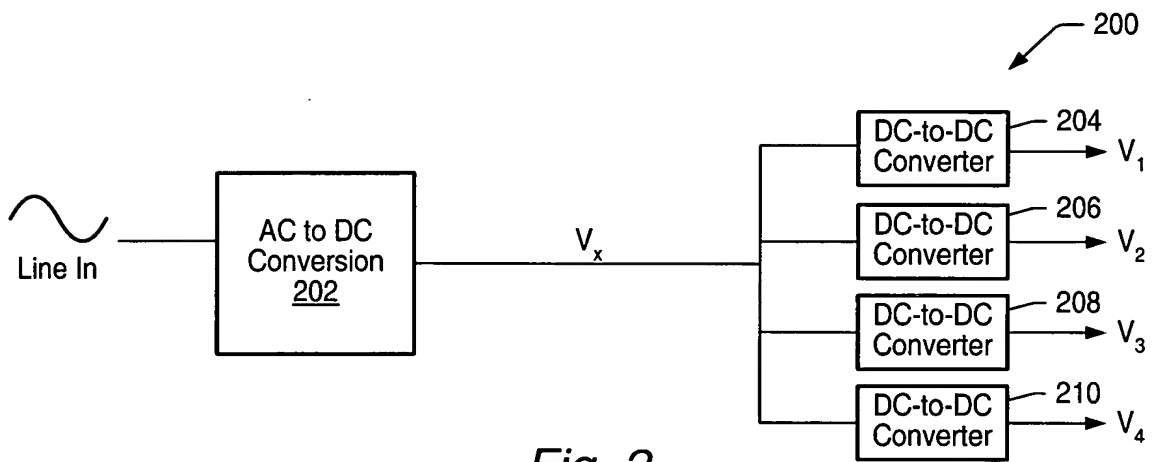 200
DC-to-DC
Converter
204
V1
DC-to-DC
Converter
206
V2
AC to DC
Conversion
202
Line In
Vx
DC-to-DC
Converter
208
V3
DC-to-DC
Converter
210
V4